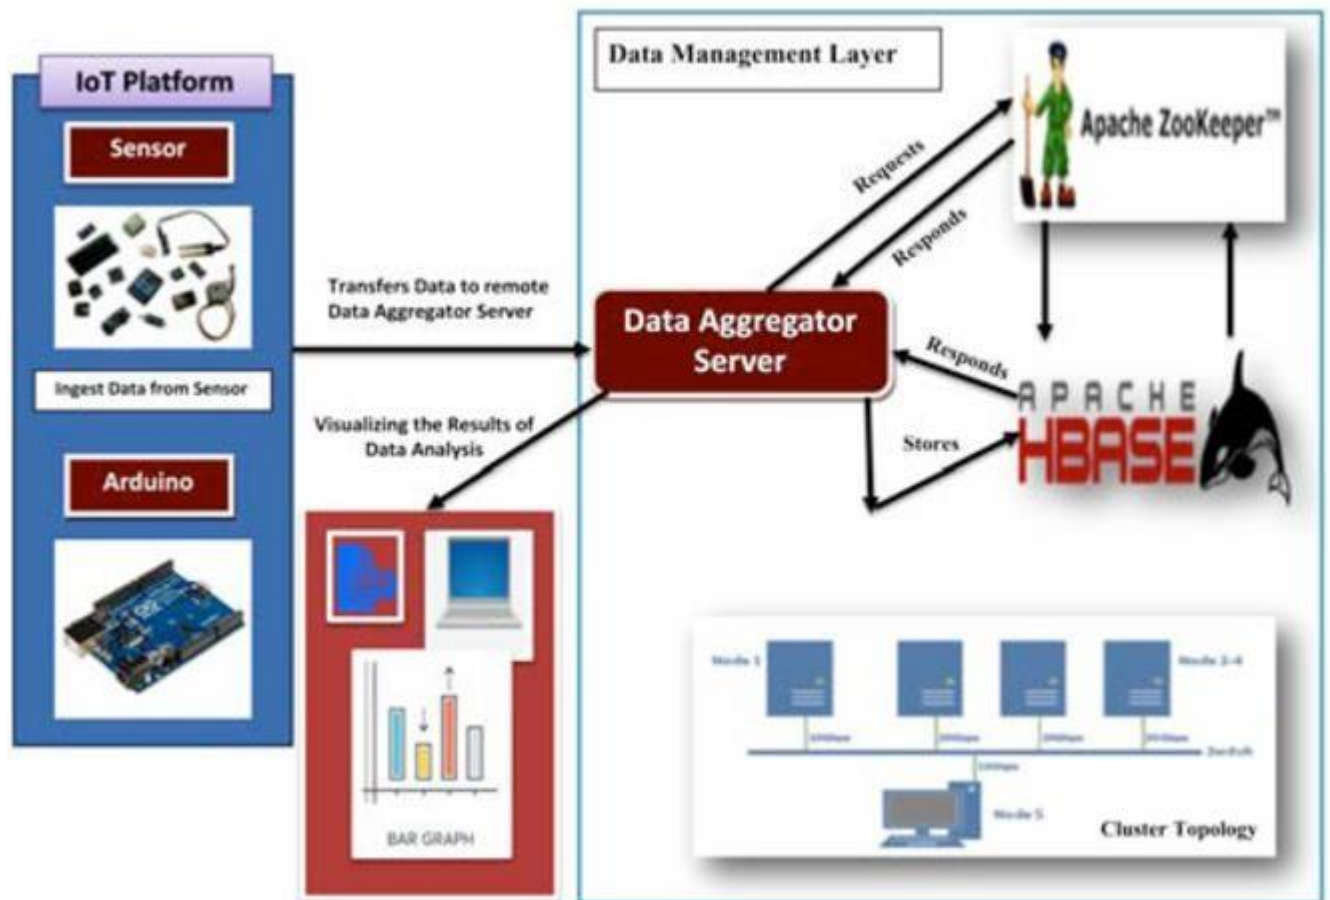 IoT Platform
Sensor
Ingest Data from Sensor
Arduino
Transfers Data to remote
Data Aggregator Server
Visualizing the Results of
Data Analysis
BAR GRAPH
Data Management Layer
Apache ZooKeeper™
Requests
Responds
Data Aggregator
Server
Responds
Stores
APACHE
HBASE
Node 1
Node 2-4
Switch
Node 5
Cluster Topology